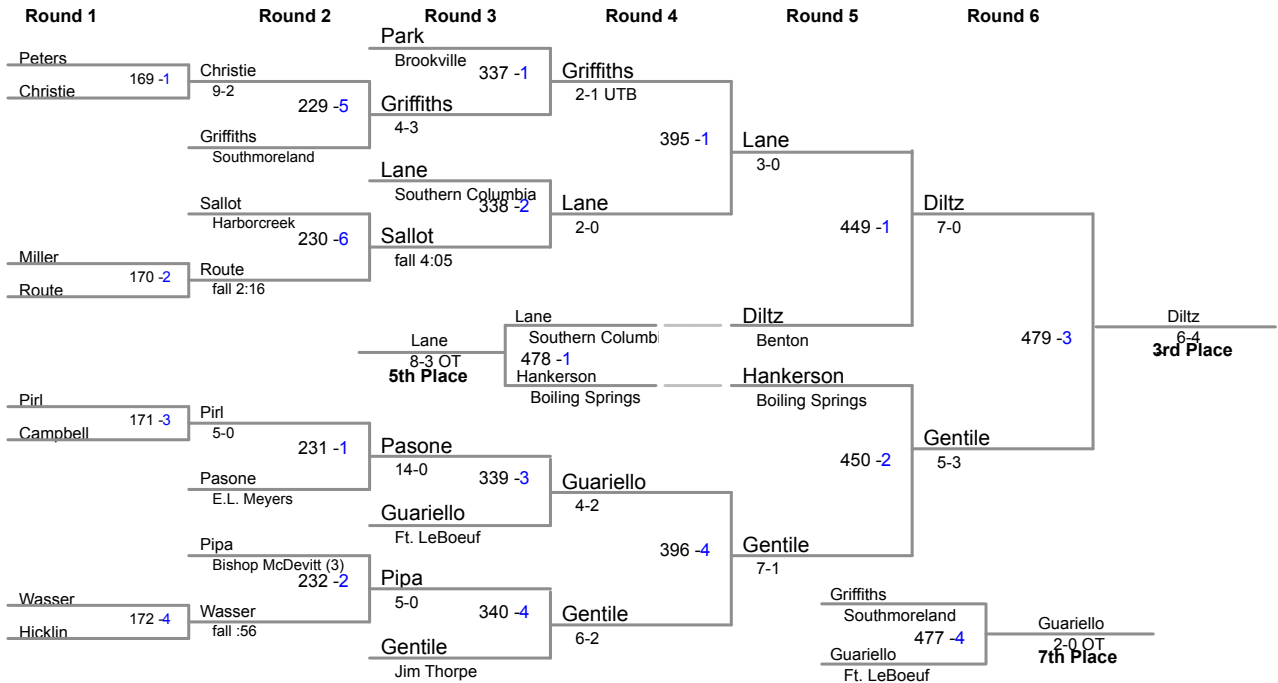 Round 1 Round 2 Round 3 Round 4 Round 5 Round 6
Park
Brookville
337 -1
Peters
169 -1
Christie
Christie
9-2
229 -5
Griffiths
Southmoreland
Griffiths
4-3
Griffiths
2-1 UTB
395 -1
Lane
3-0
Lane
Southern Columbia
338 -2
Sallot
Harborcreek
230 -6
Sallot
fall 4:05
Lane
2-0
Miller
170 -2
Route
Route
fall 2:16
449 -1
Diltz
7-0
Lane
8-3 OT
5th Place
Lane
Southern Columbi
478 -1
Hankerson
Boiling Springs
Diltz
Benton
Hankerson
Boiling Springs
479 -3
Diltz
6-4
3rd Place
Pirl
171 -3
Campbell
Pirl
5-0
231 -1
Pasone
E.L. Meyers
Pasone
14-0
339 -3
Guariello
Ft. LeBoeuf
Guariello
4-2
450 -2
Gentile
5-3
396 -4
Gentile
7-1
Pipa
Bishop McDevitt (3)
232 -2
Wasser
172 -4
Hicklin
Wasser
fall :56
Pipa
5-0
340 -4
Gentile
Jim Thorpe
Gentile
6-2
Griffiths
Southmoreland
477 -4
Guariello
Ft. LeBoeuf
Guariello
2-0 OT
7th Place